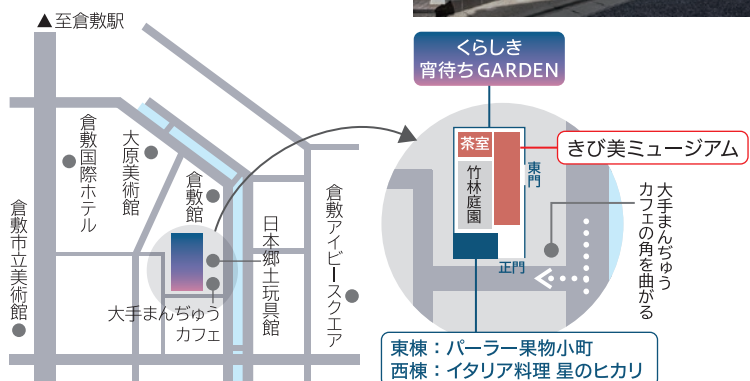 ▲至倉敷駅
倉敷国際ホテル
大原美術館
倉敷館
倉敷市立美術館
日本郷土玩具館
倉敷アイビースクエア
大手まんぢゅう
カフェ
くらしき
宵待ちGARDEN
茶室
竹林庭園
東門
正門
きび美ミュージアム
大手まんぢゅう
カフェの角を曲がる
東棟：パーラー果物小町
西棟：イタリア料理 星のヒカリ